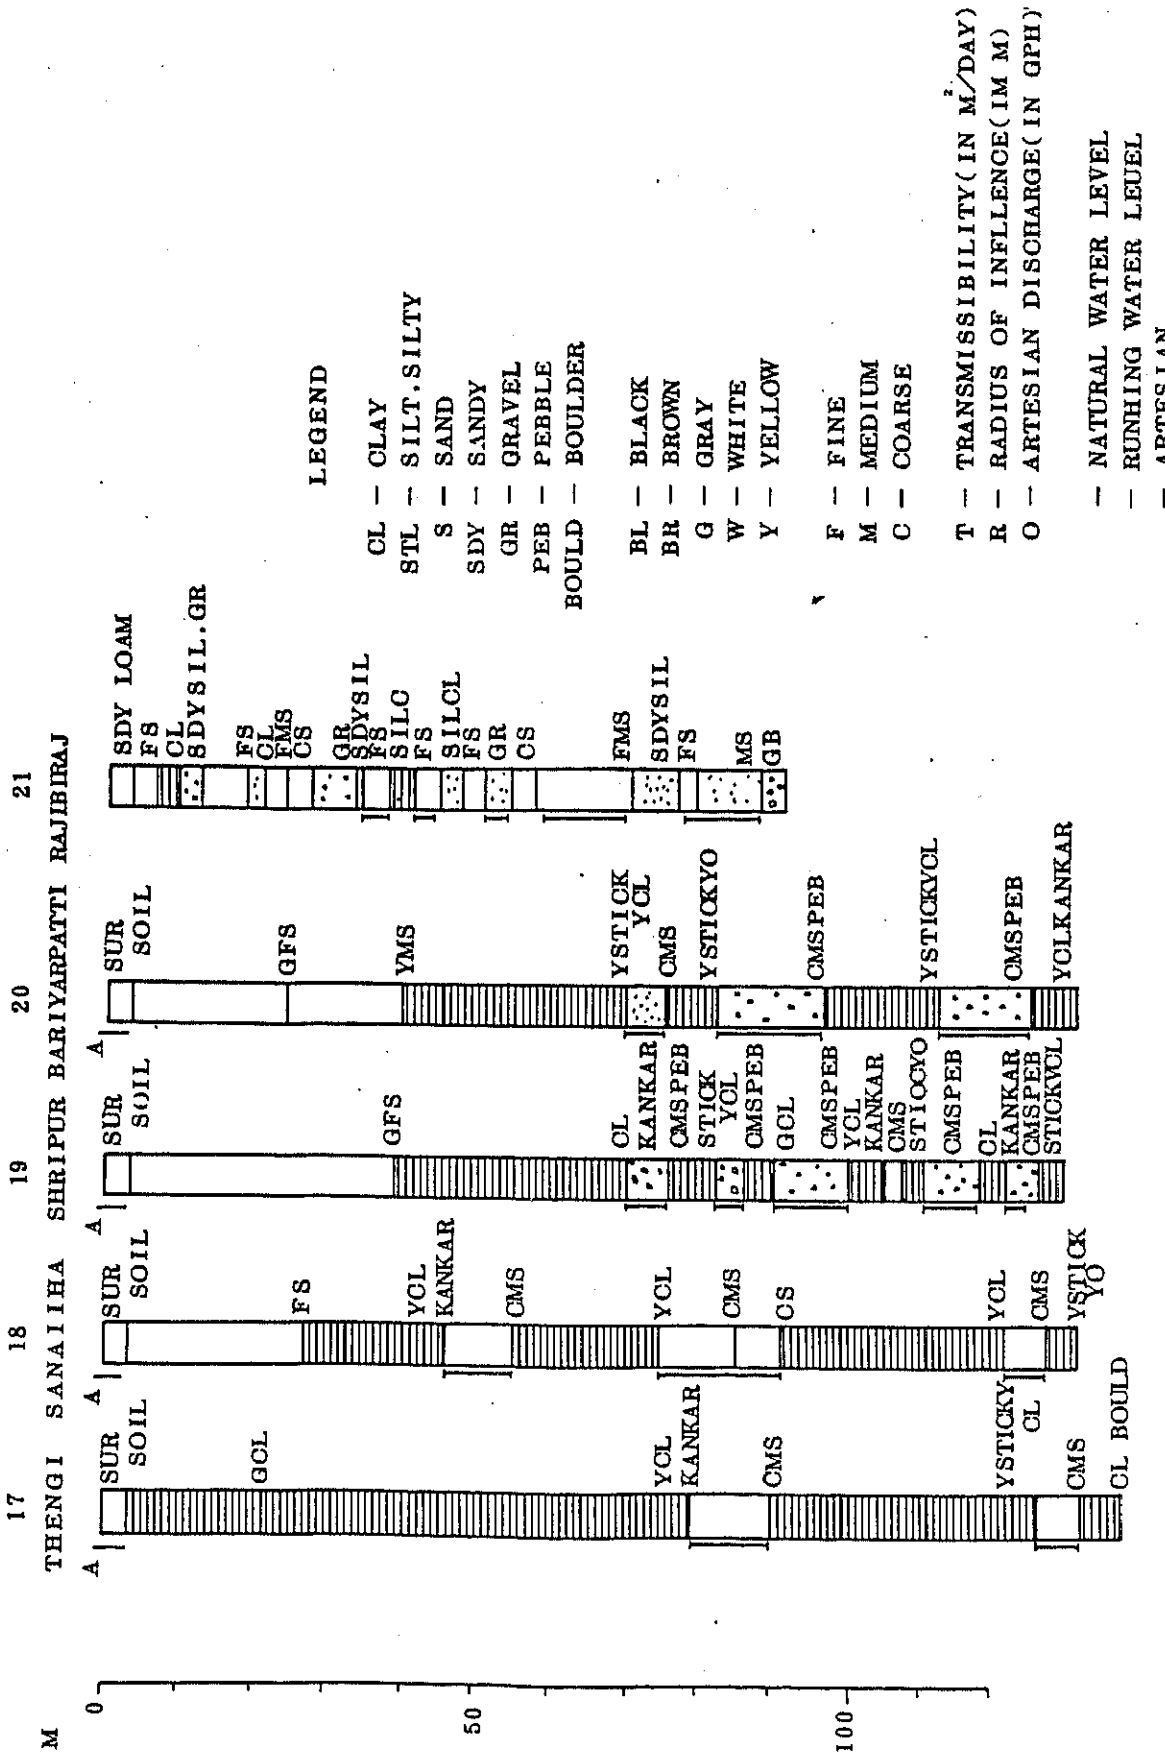 M
0
50
100
17
THENGI
A
SUR
SOIL
GCL
YCL
KANKAR
CMS
YSTICKY
CL
CMS
CL BOULD
18
SANAIIHA
A
SUR
SOIL
FS
YCL
KANKAR
CMS
YCL
CMS
CS
YCL
CMS
YSTICK
YO
19
SHRIPUR
A
SUR
SOIL
GFS
CL
KANKAR
CMSPEB
STICK
YCL
CMSPEB
GCL
CMSPEB
YCL
KANKAR
CMS
STIOCYO
CMSPEB
CL
KANKAR
CMSPEB
STICKVCL
20
BARIYARPATTI
A
SUR
SOIL
GFS
YMS
YSTICK
YCL
CMS
YSTICKYO
CMSPEB
YSTICKYCL
CMSPEB
YCLKANKAR
21
RAJIBIRAJ
SDY LOAM
FS
CL
SDYSIL.GR
FS
CL
FMS
CS
GR
SDYSIL
FS
SILC
FS
SILCL
FS
GR
CS
FMS
SDYSIL
FS
MS
GB
LEGEND
CL — CLAY
STL — SILT.SILTY
S — SAND
SDY — SANDY
GR — GRAVEL
PEB — PEBBLE
BOULD — BOULDER
BL — BLACK
BR — BROWN
G — GRAY
W — WHITE
Y — YELLOW
F — FINE
M — MEDIUM
C — COARSE
T — TRANSMISSIBILITY(IN M²/DAY)
R — RADIUS OF INFLLENCE(IM M)
O — ARTESIAN DISCHARGE(IN GPH)
— NATURAL WATER LEVEL
— RUNHING WATER LEUEL
— ARTESIAN